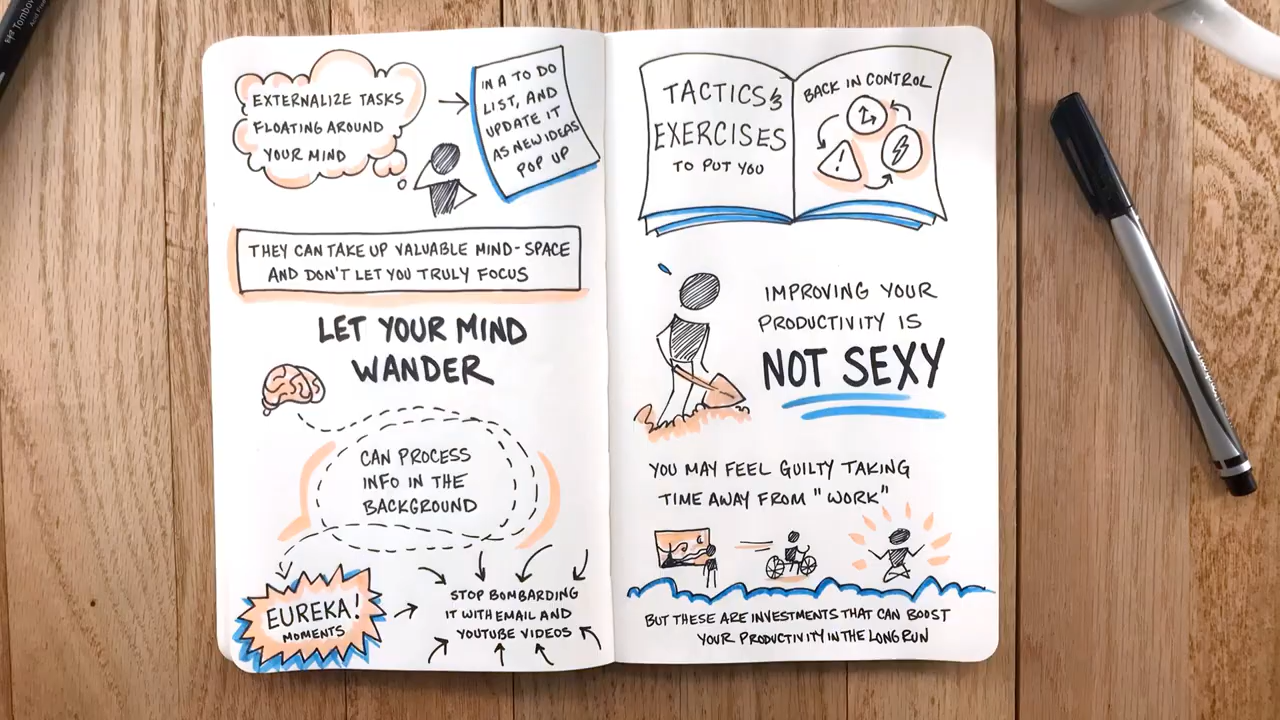 EXTERNALIZE TASKS
FLOATING AROUND
YOUR MIND
IN A TO DO
LIST, AND
UPDATE IT
AS NEW IDEAS
POP UP
THEY CAN TAKE UP VALUABLE MIND-SPACE
AND DON'T LET YOU TRULY FOCUS
LET YOUR MIND
WANDER
CAN PROCESS
INFO IN THE
BACKGROUND
EUREKA!
MOMENTS
STOP BOMBARDING
IT WITH EMAIL AND
YOUTUBE VIDEOS
TACTICS &
EXERCISES
TO PUT YOU
BACK IN CONTROL
IMPROVING YOUR
PRODUCTIVITY IS
NOT SEXY
YOU MAY FEEL GUILTY TAKING
TIME AWAY FROM "WORK"
BUT THESE ARE INVESTMENTS THAT CAN BOOST
YOUR PRODUCTIVITY IN THE LONG RUN
Tombow